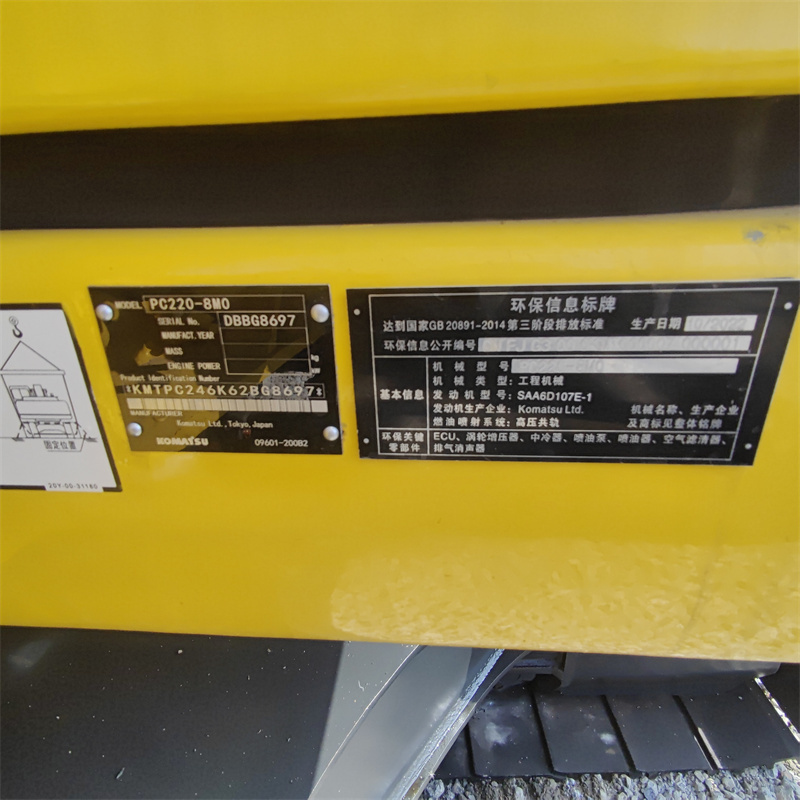 固定位置
20Y-00-31180
MODEL PC220-8M0
SERIAL No. DBBG8697
MANUFACT.YEAR
MASS kg
ENGINE POWER kW
Product Identification Number
*KMTPC246K62BG8697*
MANUFACTURER
Komatsu Ltd.,Tokyo,Japan
KOMATSU 09601-20082
环保信息标牌
达到国家GB 20891-2014第三阶段排放标准 生产日期 10/2022
环保信息公开编号
机械型号
基本信息
机械类型：工程机械
发动机型号：SAA6D107E-1
发动机生产企业：Komatsu Ltd.
燃油喷射系统：高压共轨
机械名称、生产企业
及商标见整体铭牌
环保关键
零部件
ECU、涡轮增压器、中冷器、喷油泵、喷油器、空气滤清器、
排气消声器